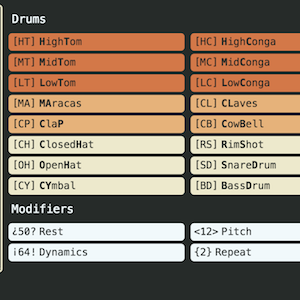 Drums
[HT] HighTom [HC] HighConga
[MT] MidTom [MC] MidConga
[LT] LowTom [LC] LowConga
[MA] MAracas [CL] CLaves
[CP] ClaP [CB] CowBell
[CH] ClosedHat [RS] RimShot
[OH] OpenHat [SD] SnareDrum
[CY] CYmbal [BD] BassDrum
Modifiers
¿50? Rest <12> Pitch
¡64! Dynamics {2} Repeat